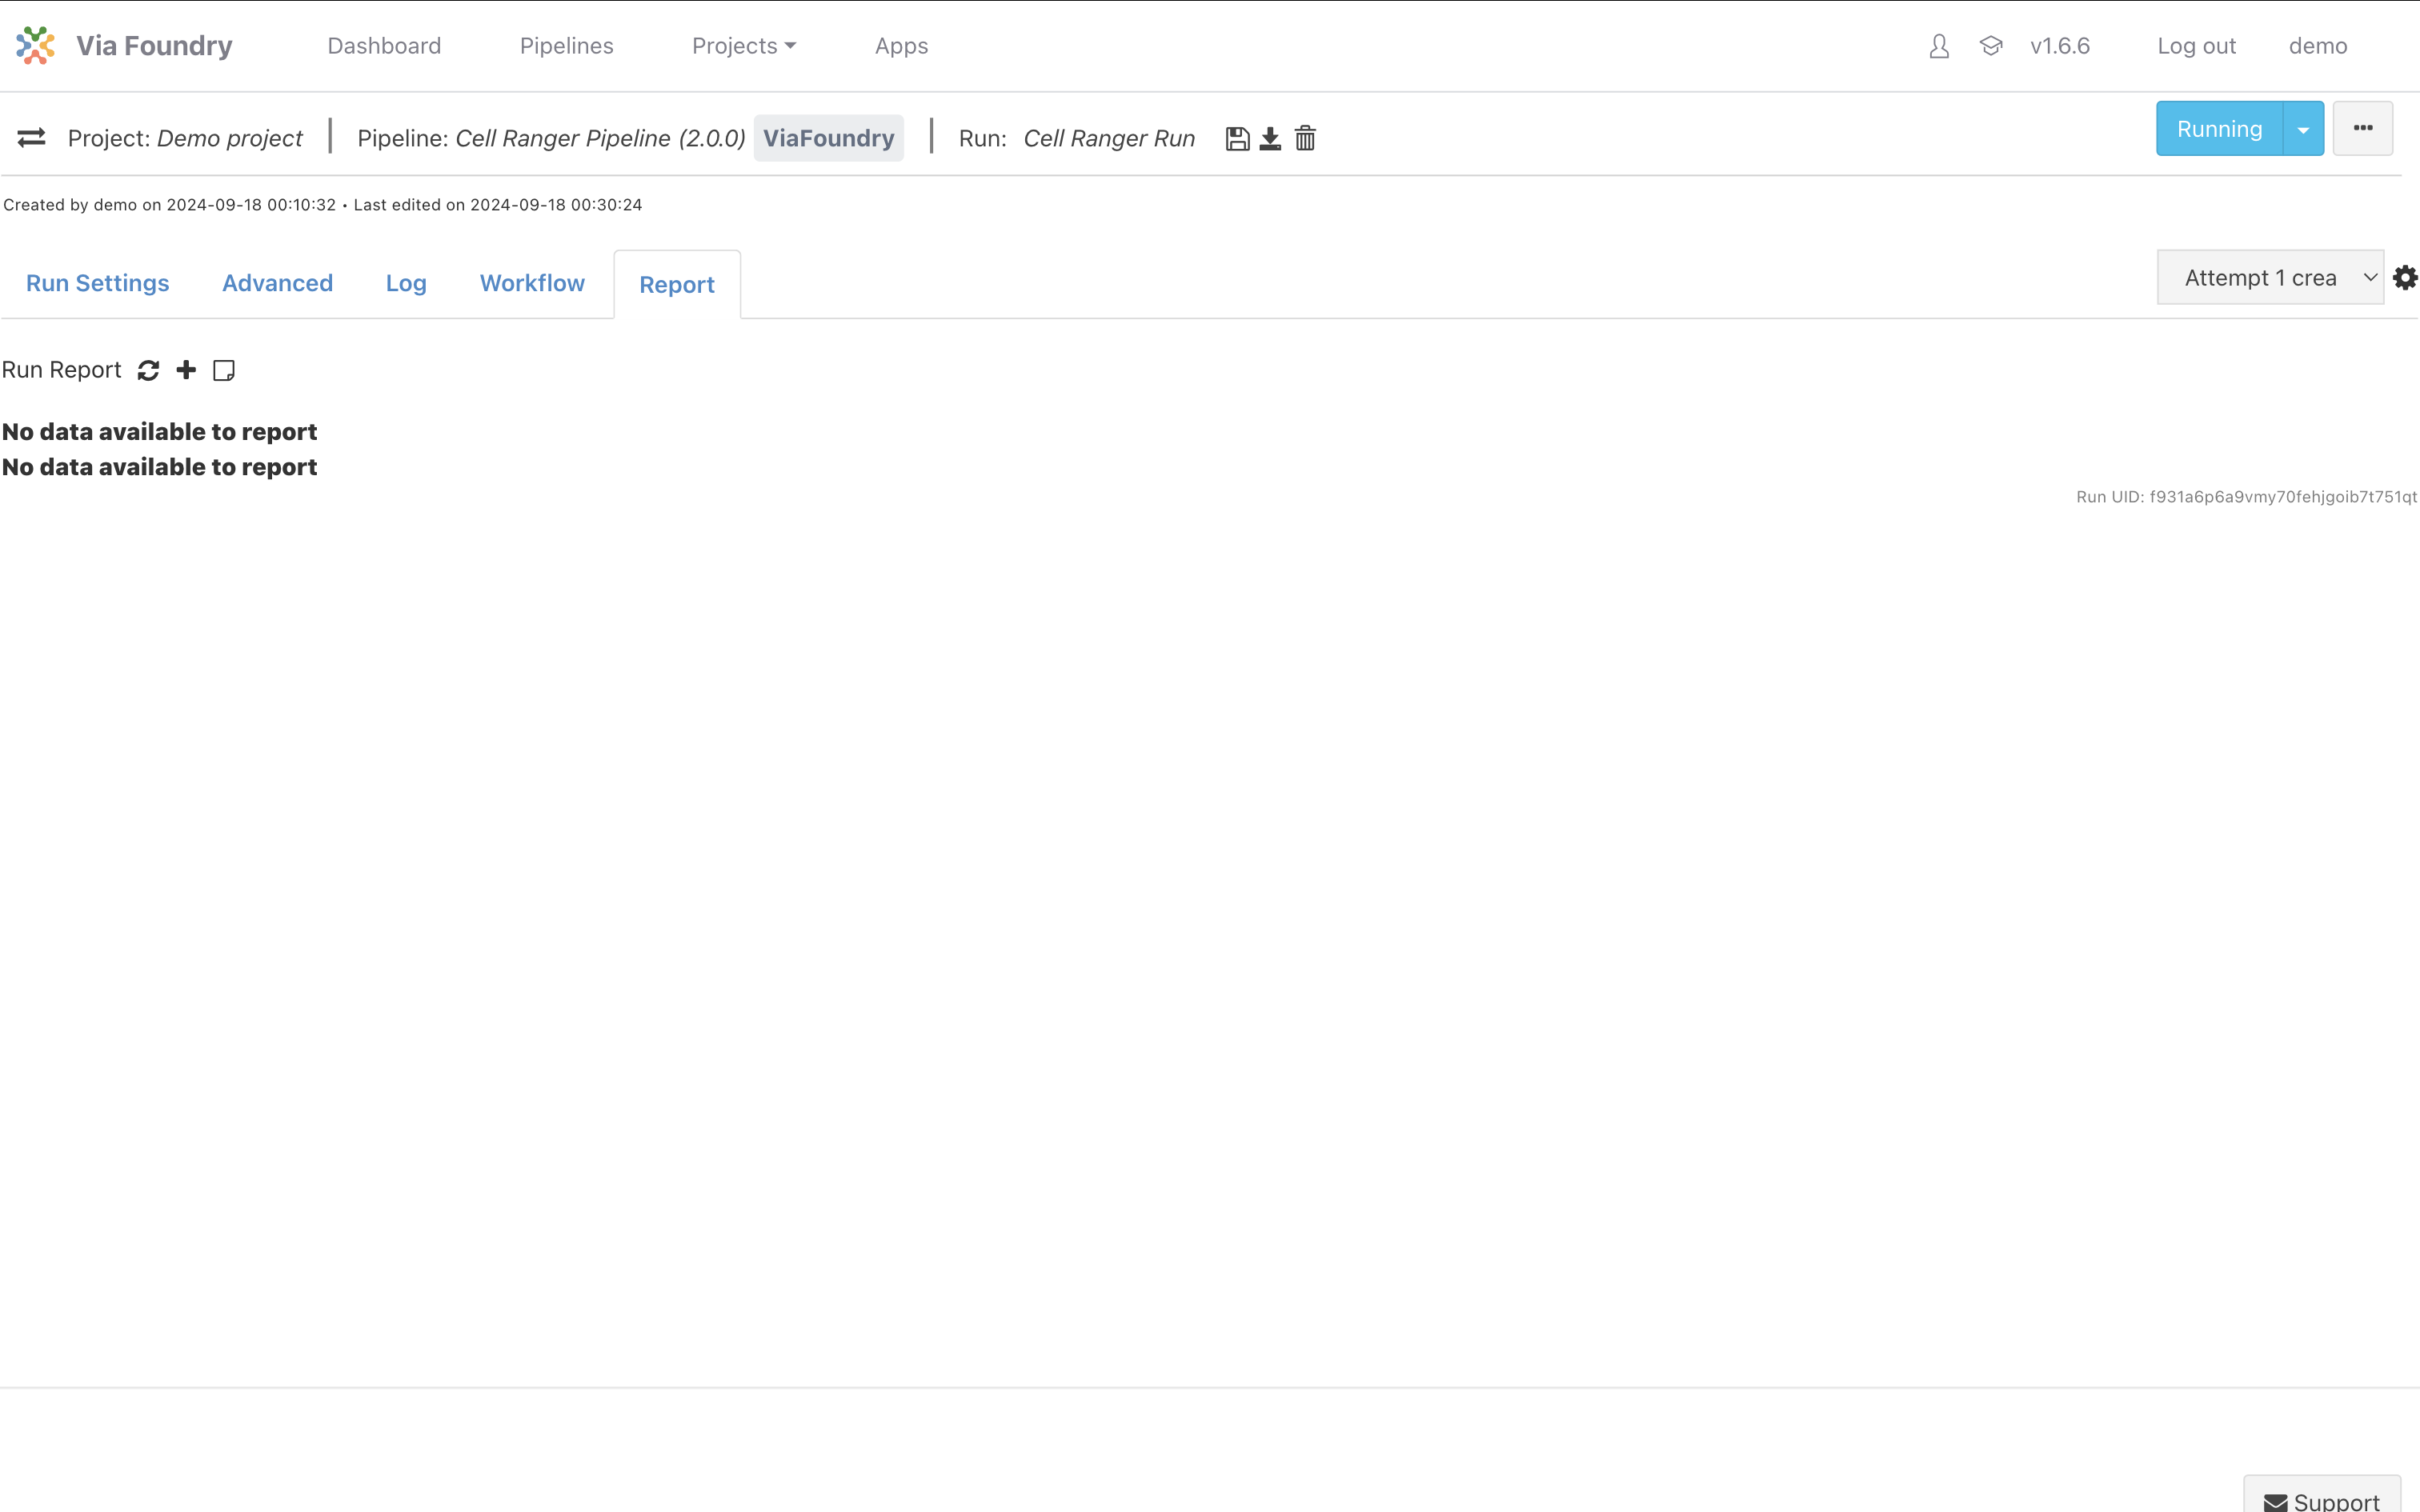 Via Foundry Dashboard Pipelines Projects Apps v1.6.6 Log out demo
Project: Demo project Pipeline: Cell Ranger Pipeline (2.0.0) ViaFoundry Run: Cell Ranger Run Running
Created by demo on 2024-09-18 00:10:32 • Last edited on 2024-09-18 00:30:24
Run Settings Advanced Log Workflow Report Attempt 1 crea
Run Report
No data available to report
No data available to report
Run UID: f931a6p6a9vmy70fehjgoib7t751qt
Support